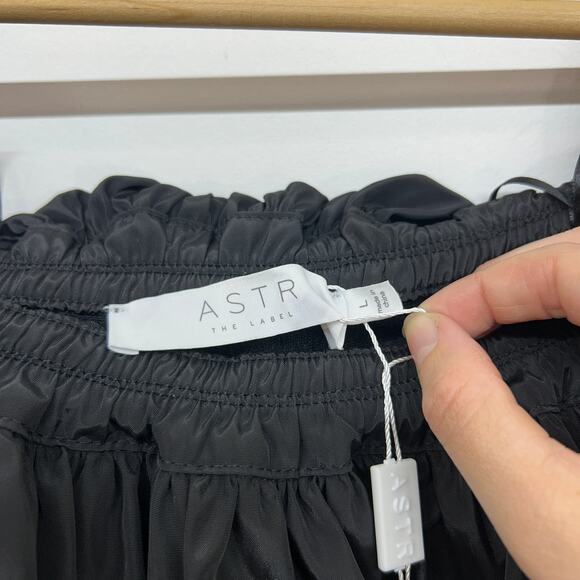 ASTR
THE LABEL
L
made in
china
ASTR